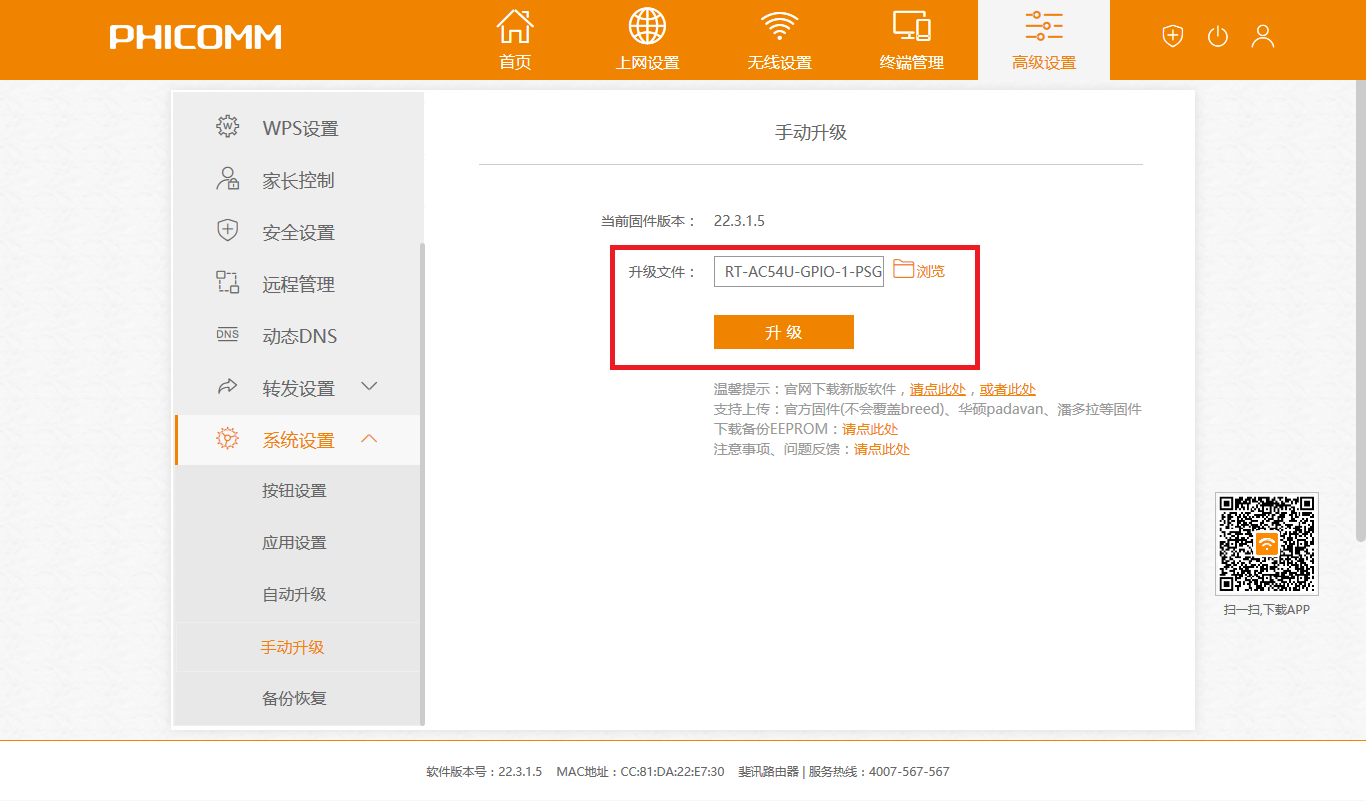 PHICOMM
首页
上网设置
无线设置
终端管理
高级设置
W
WPS设置
家长控制
安全设置
远程管理
DNS
动态DNS
转发设置
系统设置
按钮设置
应用设置
自动升级
手动升级
备份恢复
手动升级
当前固件版本： 22.3.1.5
升级文件： RT-AC54U-GPIO-1-PSG 浏览
升 级
温馨提示：官网下载新版软件，请点此处，或者此处
支持上传：官方固件(不会覆盖breed)、华硕padavan、潘多拉等固件
下载备份EEPROM：请点此处
注意事项、问题反馈：请点此处
扫一扫,下载APP
软件版本号：22.3.1.5 MAC地址：CC:81:DA:22:E7:30 斐讯路由器 | 服务热线：4007-567-567